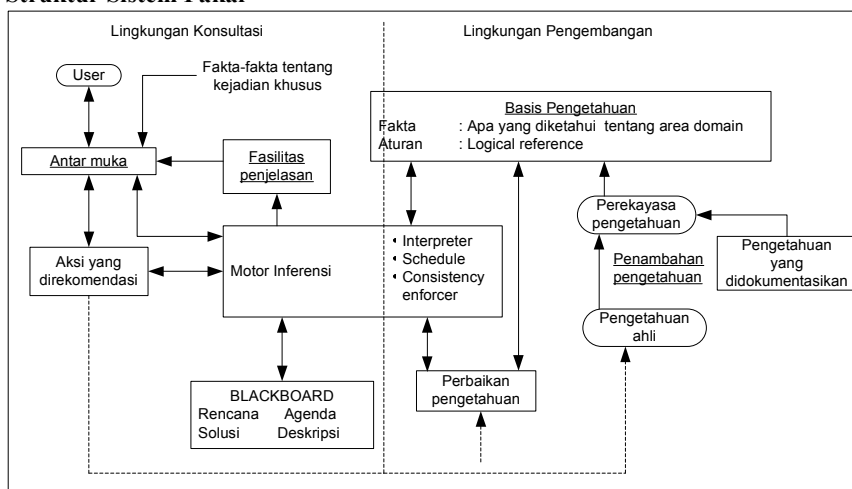 Struktur Sistem Pakar
Lingkungan Konsultasi
Lingkungan Pengembangan
User
Fakta-fakta tentang
kejadian khusus
Basis Pengetahuan
Fakta : Apa yang diketahui tentang area domain
Aturan : Logical reference
Antar muka
Fasilitas
penjelasan
Perekayasa
pengetahuan
Aksi yang
direkomendasi
Motor Inferensi
• Interpreter
• Schedule
• Consistency
enforcer
Penambahan
pengetahuan
Pengetahuan
yang
didokumentasikan
Pengetahuan
ahli
BLACKBOARD
Rencana Agenda
Solusi Deskripsi
Perbaikan
pengetahuan